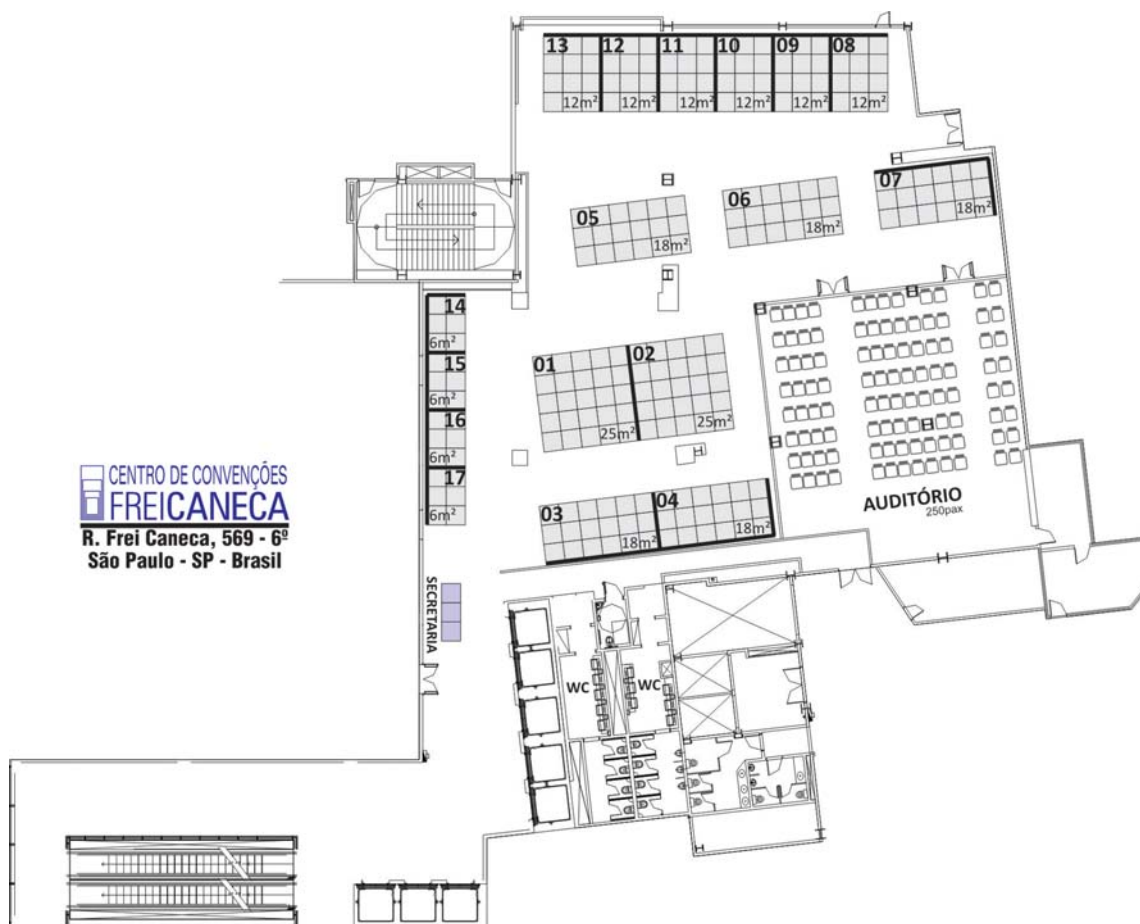 13 12 11 10 09 08
12m² 12m² 12m² 12m² 12m² 12m²
07
18m²
06
18m²
05
18m²
14
6m²
15
6m²
16
6m²
17
6m²
01
25m²
02
25m²
03
18m²
04
18m²
AUDITÓRIO
250pax
CENTRO DE CONVENÇÕES
FREICANECA
R. Frei Caneca, 569 - 6º
São Paulo - SP - Brasil
SECRETARIA
WC
WC